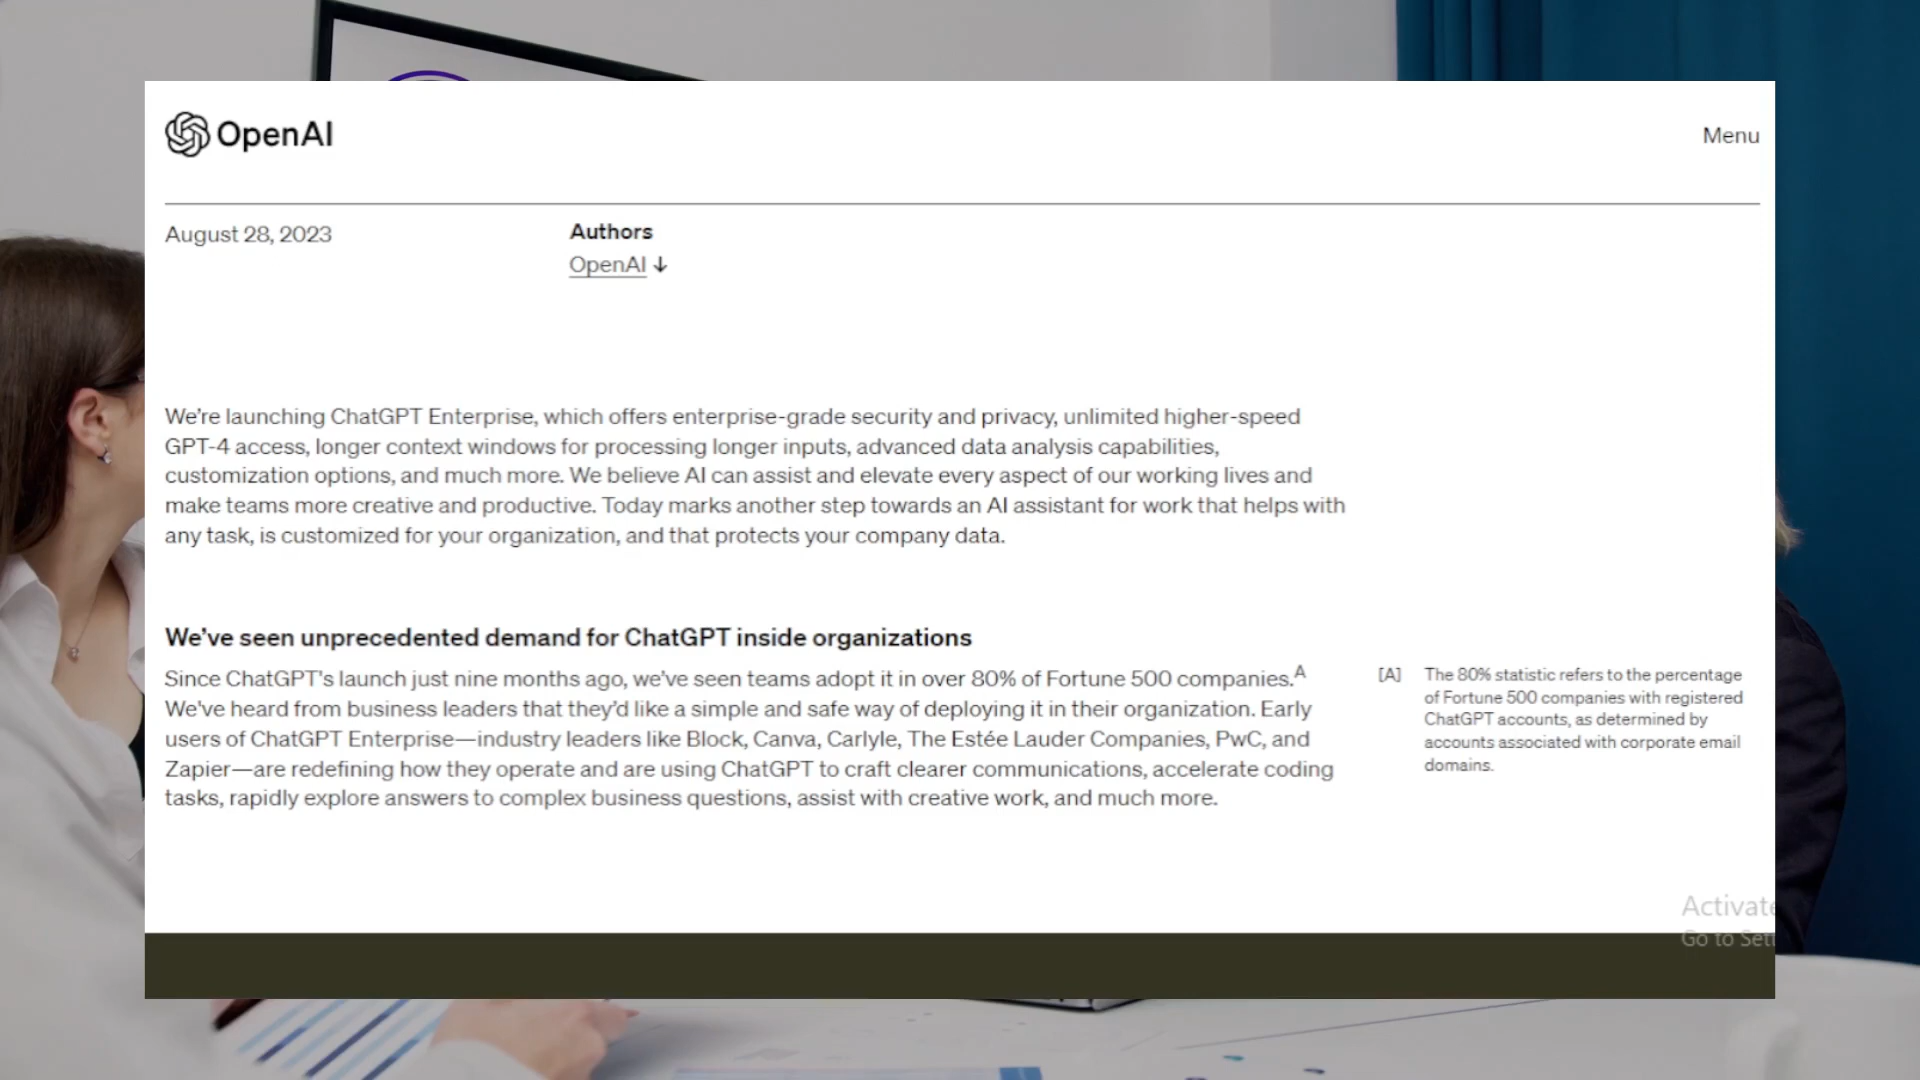 OpenAI
Menu
August 28, 2023
Authors
OpenAI ↓
We're launching ChatGPT Enterprise, which offers enterprise-grade security and privacy, unlimited higher-speed
GPT-4 access, longer context windows for processing longer inputs, advanced data analysis capabilities,
customization options, and much more. We believe AI can assist and elevate every aspect of our working lives and
make teams more creative and productive. Today marks another step towards an AI assistant for work that helps with
any task, is customized for your organization, and that protects your company data.
We've seen unprecedented demand for ChatGPT inside organizations
Since ChatGPT's launch just nine months ago, we've seen teams adopt it in over 80% of Fortune 500 companies.A
We've heard from business leaders that they'd like a simple and safe way of deploying it in their organization. Early
users of ChatGPT Enterprise—industry leaders like Block, Canva, Carlyle, The Estée Lauder Companies, PwC, and
Zapier—are redefining how they operate and are using ChatGPT to craft clearer communications, accelerate coding
tasks, rapidly explore answers to complex business questions, assist with creative work, and much more.
[A] The 80% statistic refers to the percentage
of Fortune 500 companies with registered
ChatGPT accounts, as determined by
accounts associated with corporate email
domains.
Activate
Go to Sett